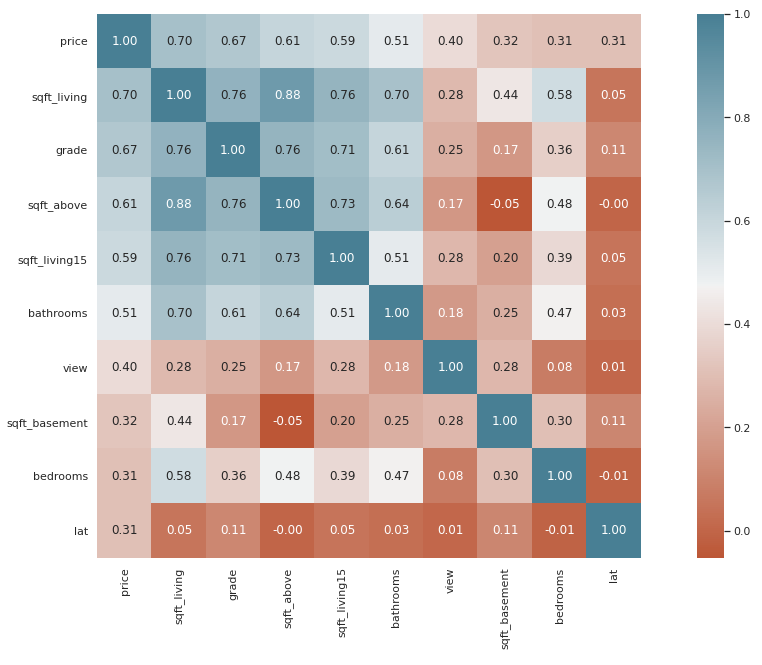 price 1.00 0.70 0.67 0.61 0.59 0.51 0.40 0.32 0.31 0.31
sqft_living 0.70 1.00 0.76 0.88 0.76 0.70 0.28 0.44 0.58 0.05
grade 0.67 0.76 1.00 0.76 0.71 0.61 0.25 0.17 0.36 0.11
sqft_above 0.61 0.88 0.76 1.00 0.73 0.64 0.17 -0.05 0.48 -0.00
sqft_living15 0.59 0.76 0.71 0.73 1.00 0.51 0.28 0.20 0.39 0.05
bathrooms 0.51 0.70 0.61 0.64 0.51 1.00 0.18 0.25 0.47 0.03
view 0.40 0.28 0.25 0.17 0.28 0.18 1.00 0.28 0.08 0.01
sqft_basement 0.32 0.44 0.17 -0.05 0.20 0.25 0.28 1.00 0.30 0.11
bedrooms 0.31 0.58 0.36 0.48 0.39 0.47 0.08 0.30 1.00 -0.01
lat 0.31 0.05 0.11 -0.00 0.05 0.03 0.01 0.11 -0.01 1.00
price
sqft_living
grade
sqft_above
sqft_living15
bathrooms
view
sqft_basement
bedrooms
lat
1.0
0.8
0.6
0.4
0.2
0.0